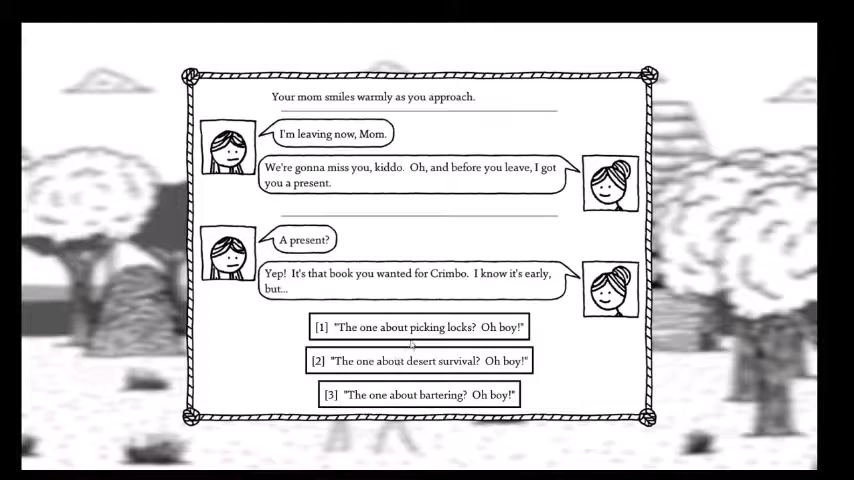 Your mom smiles warmly as you approach.
I'm leaving now, Mom.
We're gonna miss you, kiddo. Oh, and before you leave, I got
you a present.
A present?
Yep! It's that book you wanted for Crimbo. I know it's early,
but...
[1] "The one about picking locks? Oh boy!"
[2] "The one about desert survival? Oh boy!"
[3] "The one about bartering? Oh boy!"